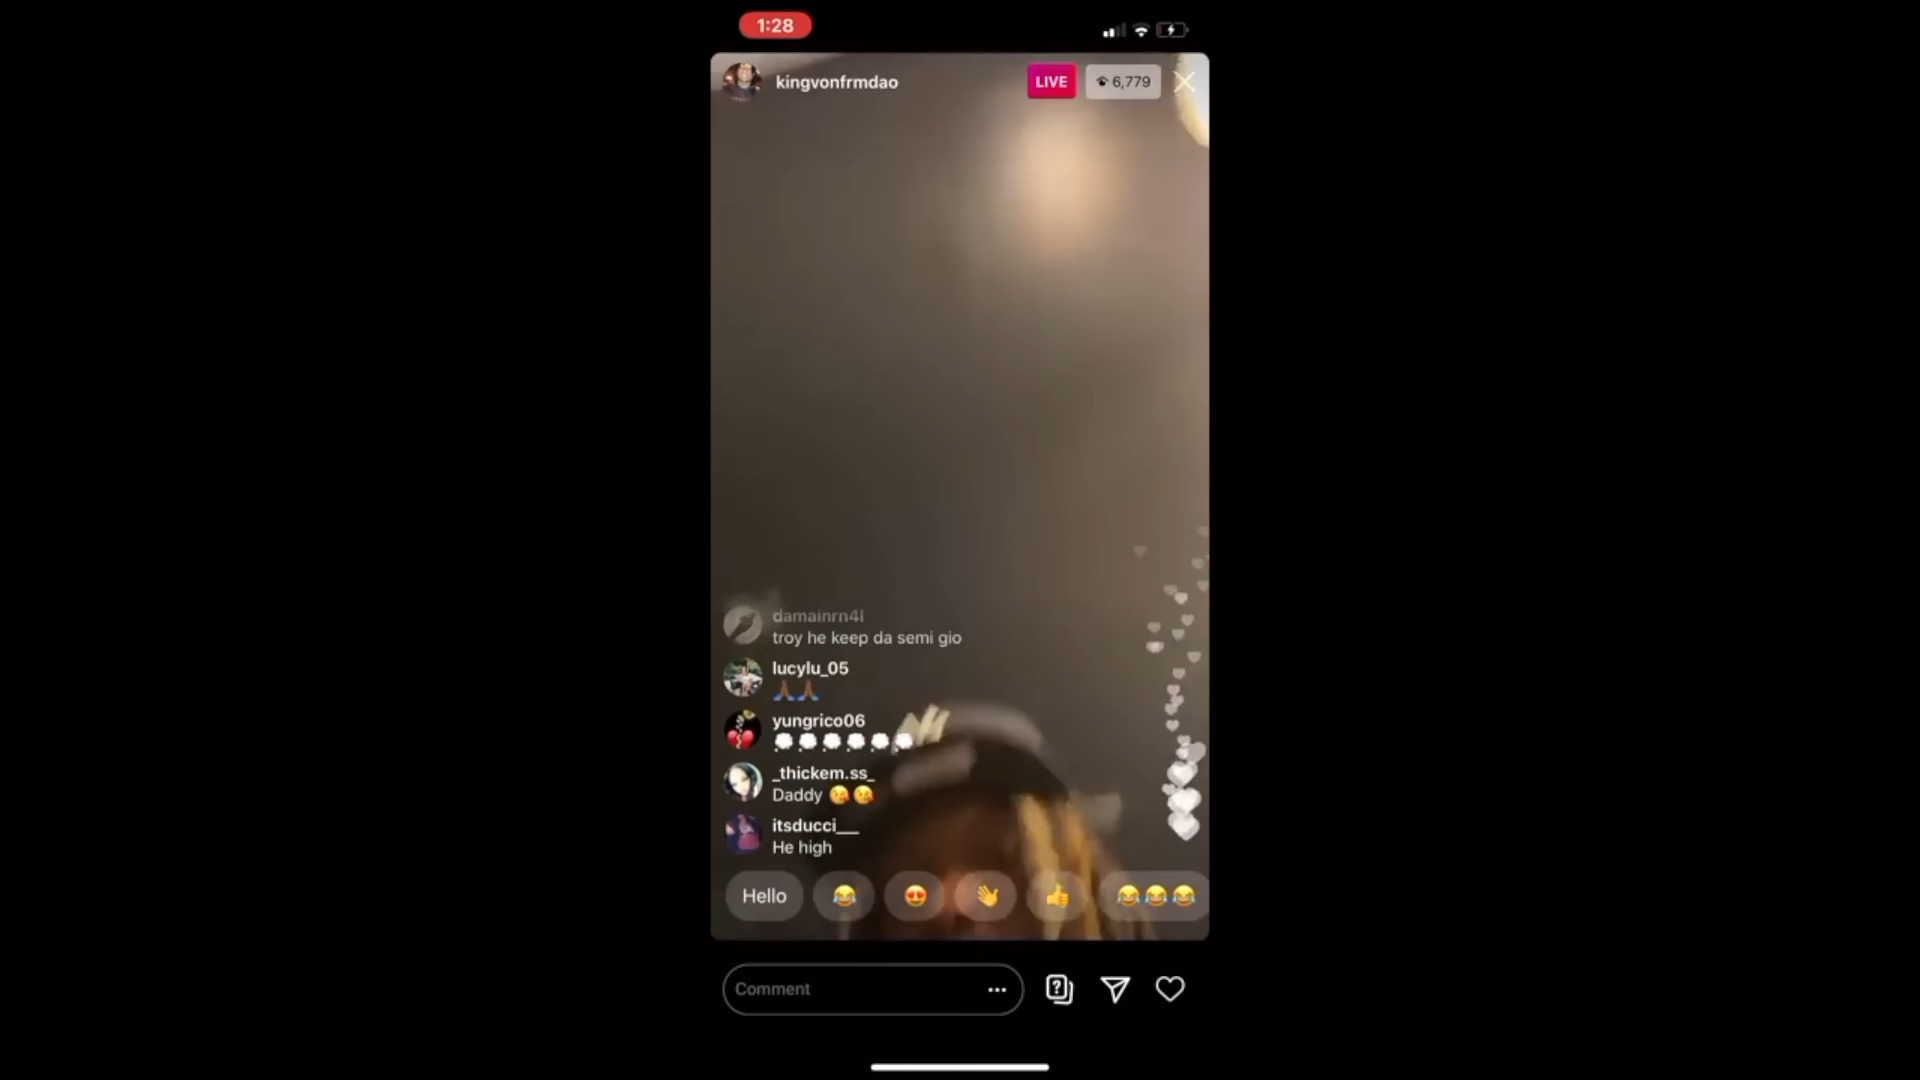 1:28
kingvonfrmdao LIVE 6,779
damainrn4l
troy he keep da semi gio
lucylu_05
🙏🏾🙏🏾
yungrico06
💭💭💭💭💭💭
_thickem.ss_
Daddy 😘😘
itsducci___
He high
Hello 😂 😍 👋 👍 😂😂😂
Comment